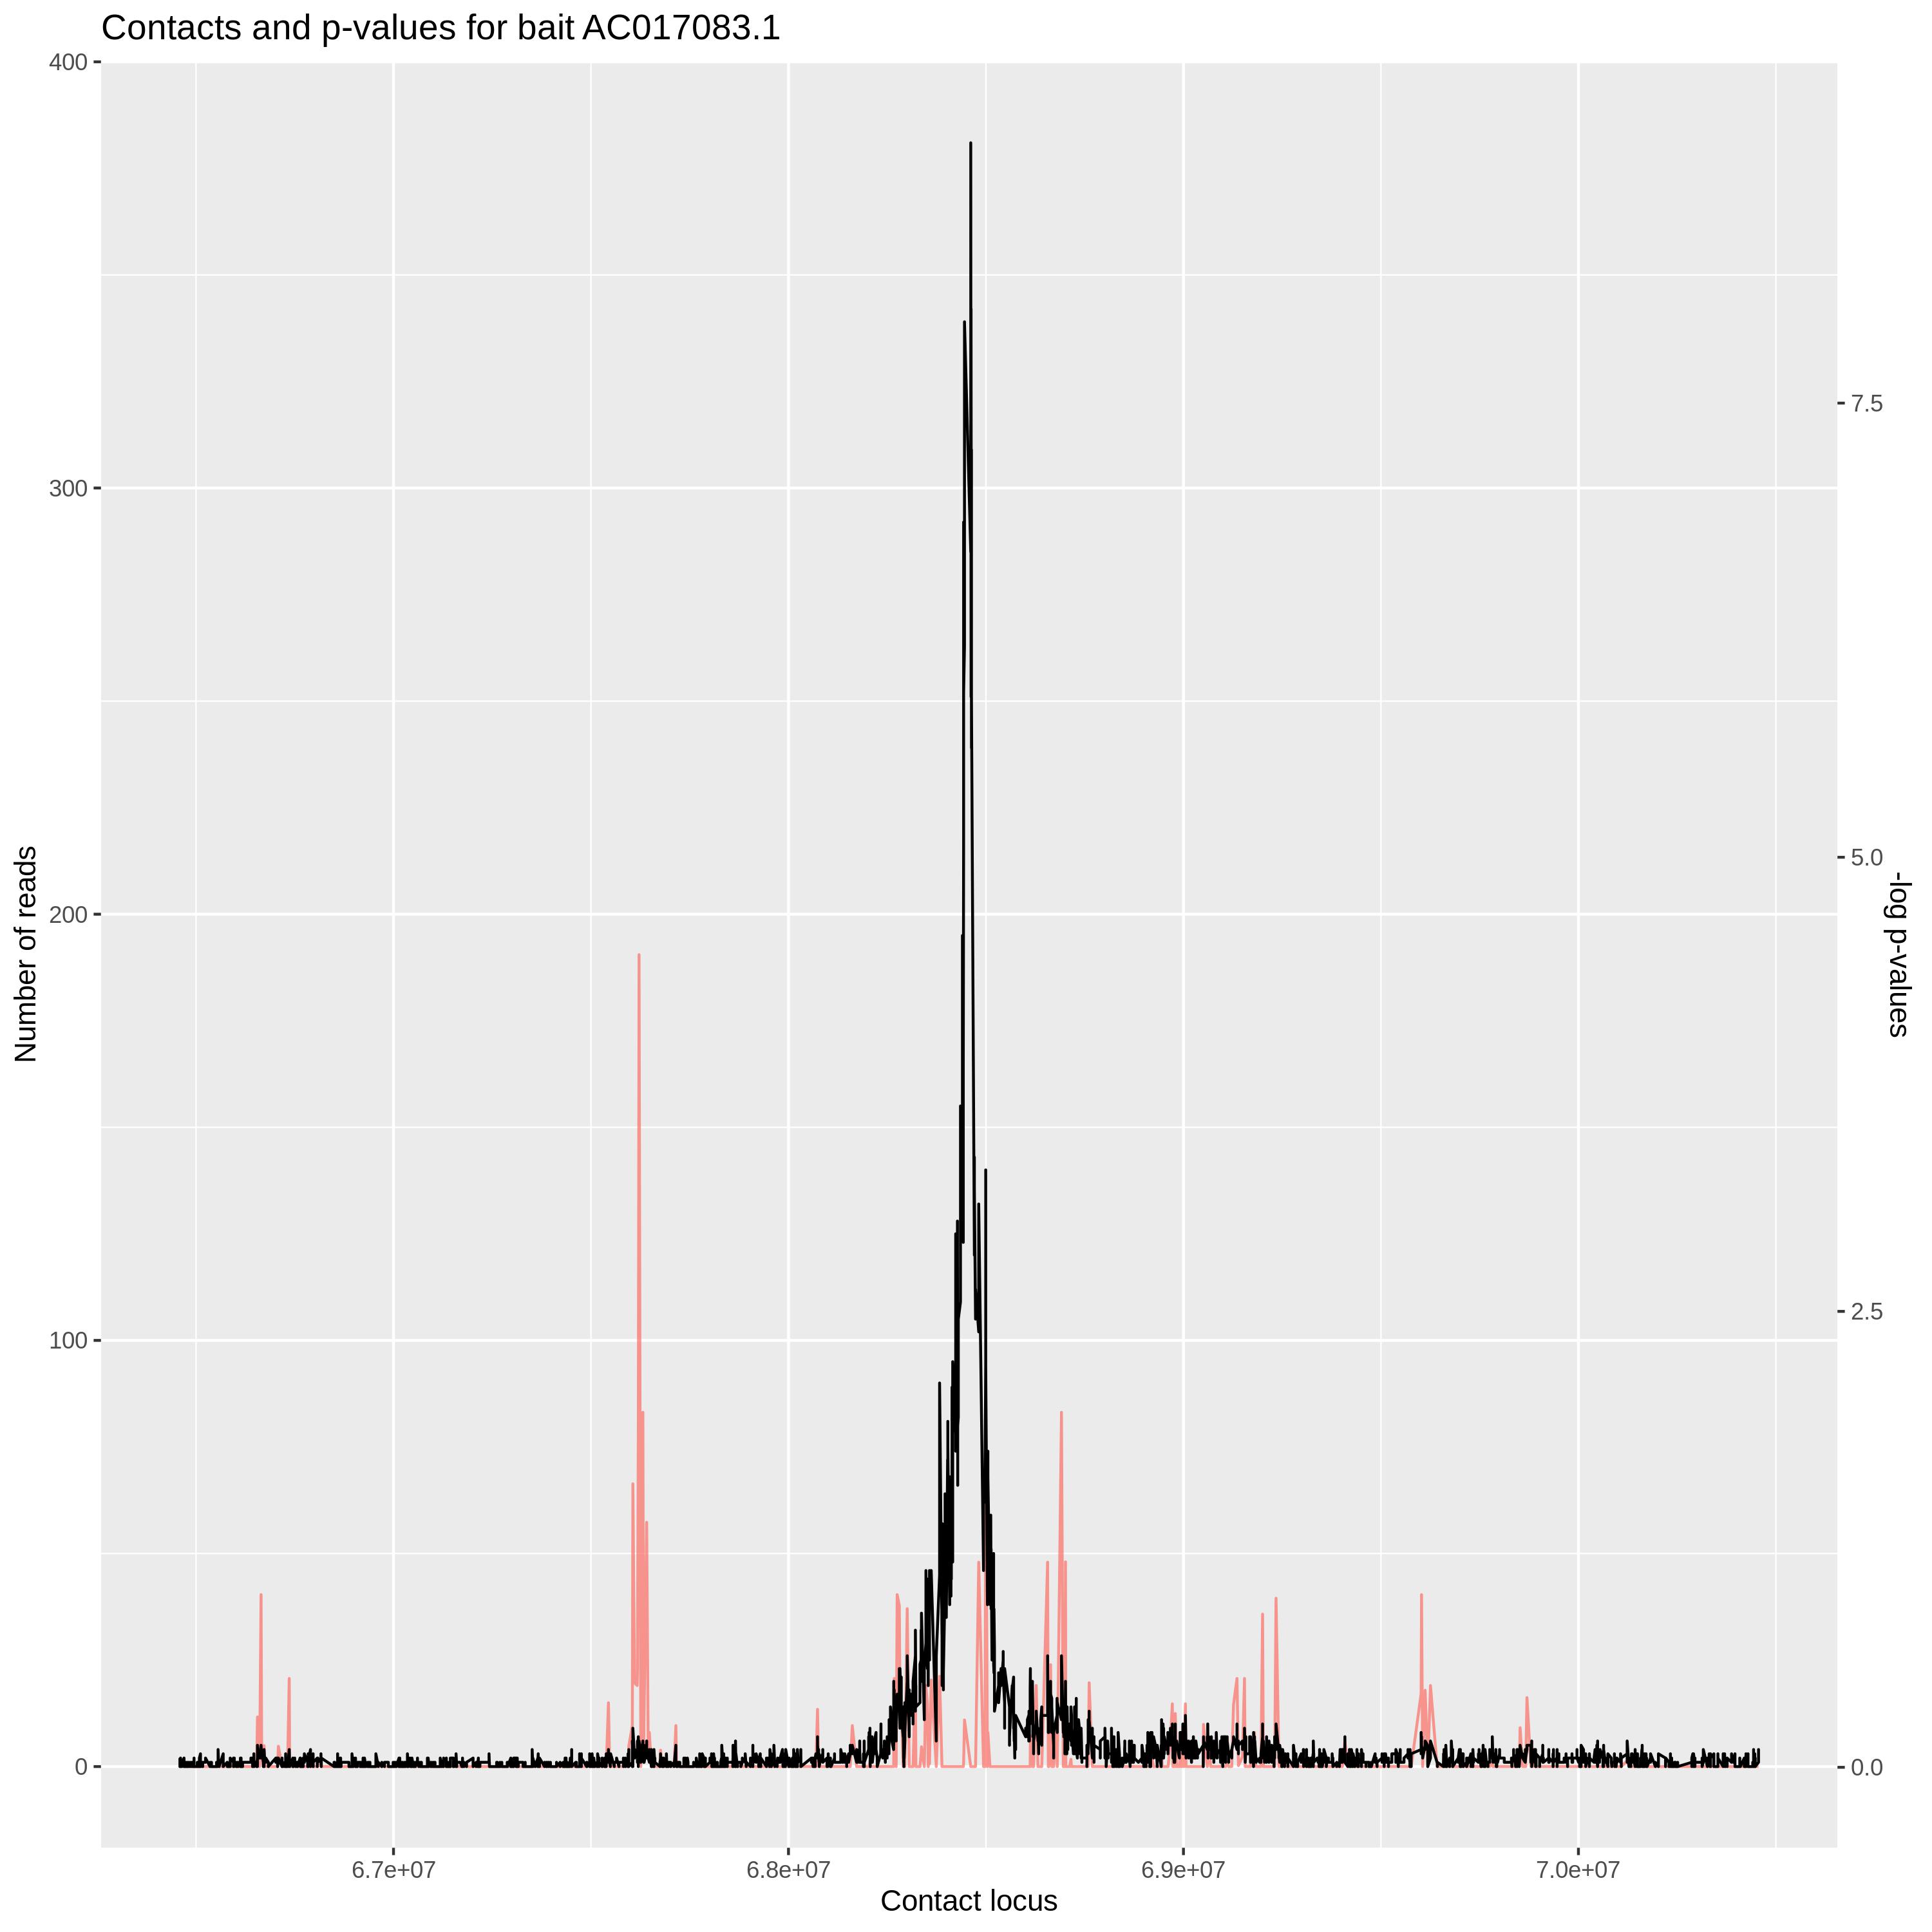 Contacts and p-values for bait AC017083.1
400
300
200
100
0
Number of reads
7.5
5.0
2.5
0.0
-log p-values
6.7e+07 6.8e+07 6.9e+07 7.0e+07
Contact locus